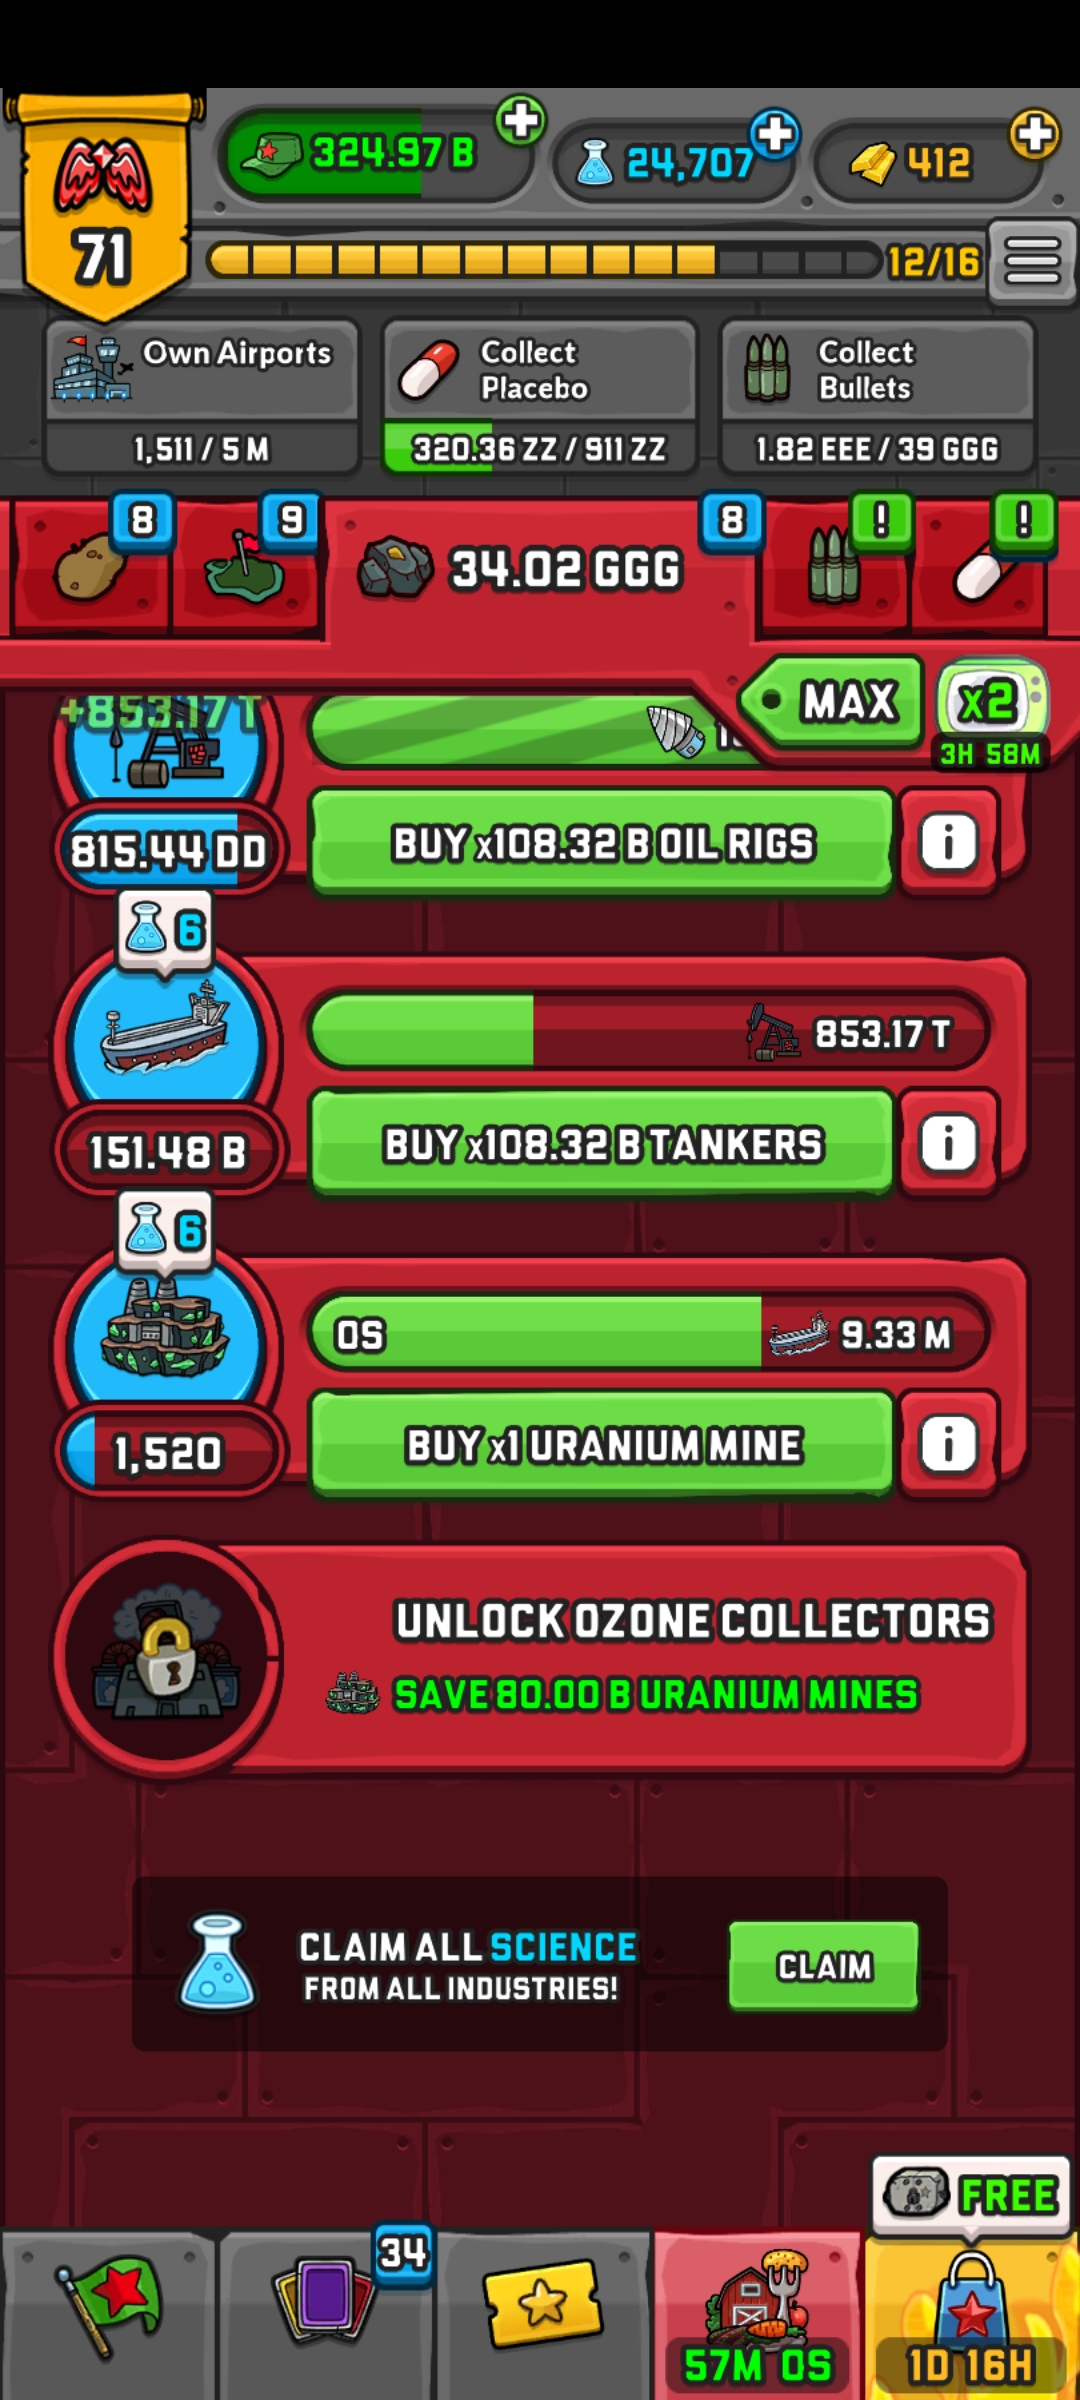 71
324.97 B
24,707
412
12/16
Own Airports
1,511 / 5 M
Collect
Placebo
320.36 ZZ / 911 ZZ
Collect
Bullets
1.82 EEE / 39 GGG
8
9
34.02 GGG
8
!
!
MAX
x2
3H 58M
+853.17 T
815.44 DD
BUY x108.32 B OIL RIGS
i
6
853.17 T
151.48 B
BUY x108.32 B TANKERS
i
6
0S
9.33 M
1,520
BUY x1 URANIUM MINE
i
UNLOCK OZONE COLLECTORS
SAVE 80.00 B URANIUM MINES
CLAIM ALL SCIENCE
FROM ALL INDUSTRIES!
CLAIM
FREE
34
57M 0S
1D 16H